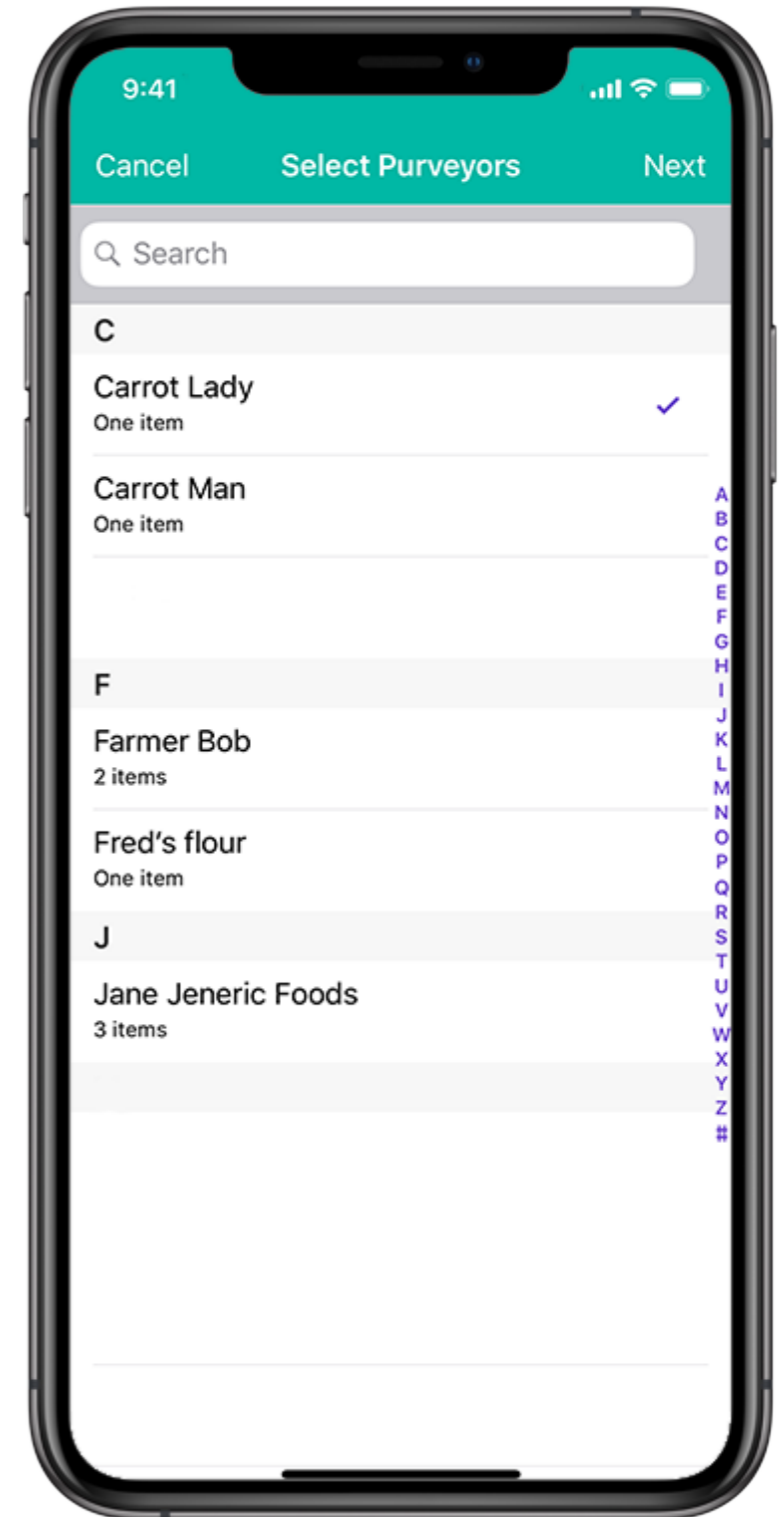 9:41
Cancel Select Purveyors Next
Search
C
Carrot Lady
One item
Carrot Man
One item
F
Farmer Bob
2 items
Fred’s flour
One item
J
Jane Jeneric Foods
3 items
A
B
C
D
E
F
G
H
I
J
K
L
M
N
O
P
Q
R
S
T
U
V
W
X
Y
Z
#